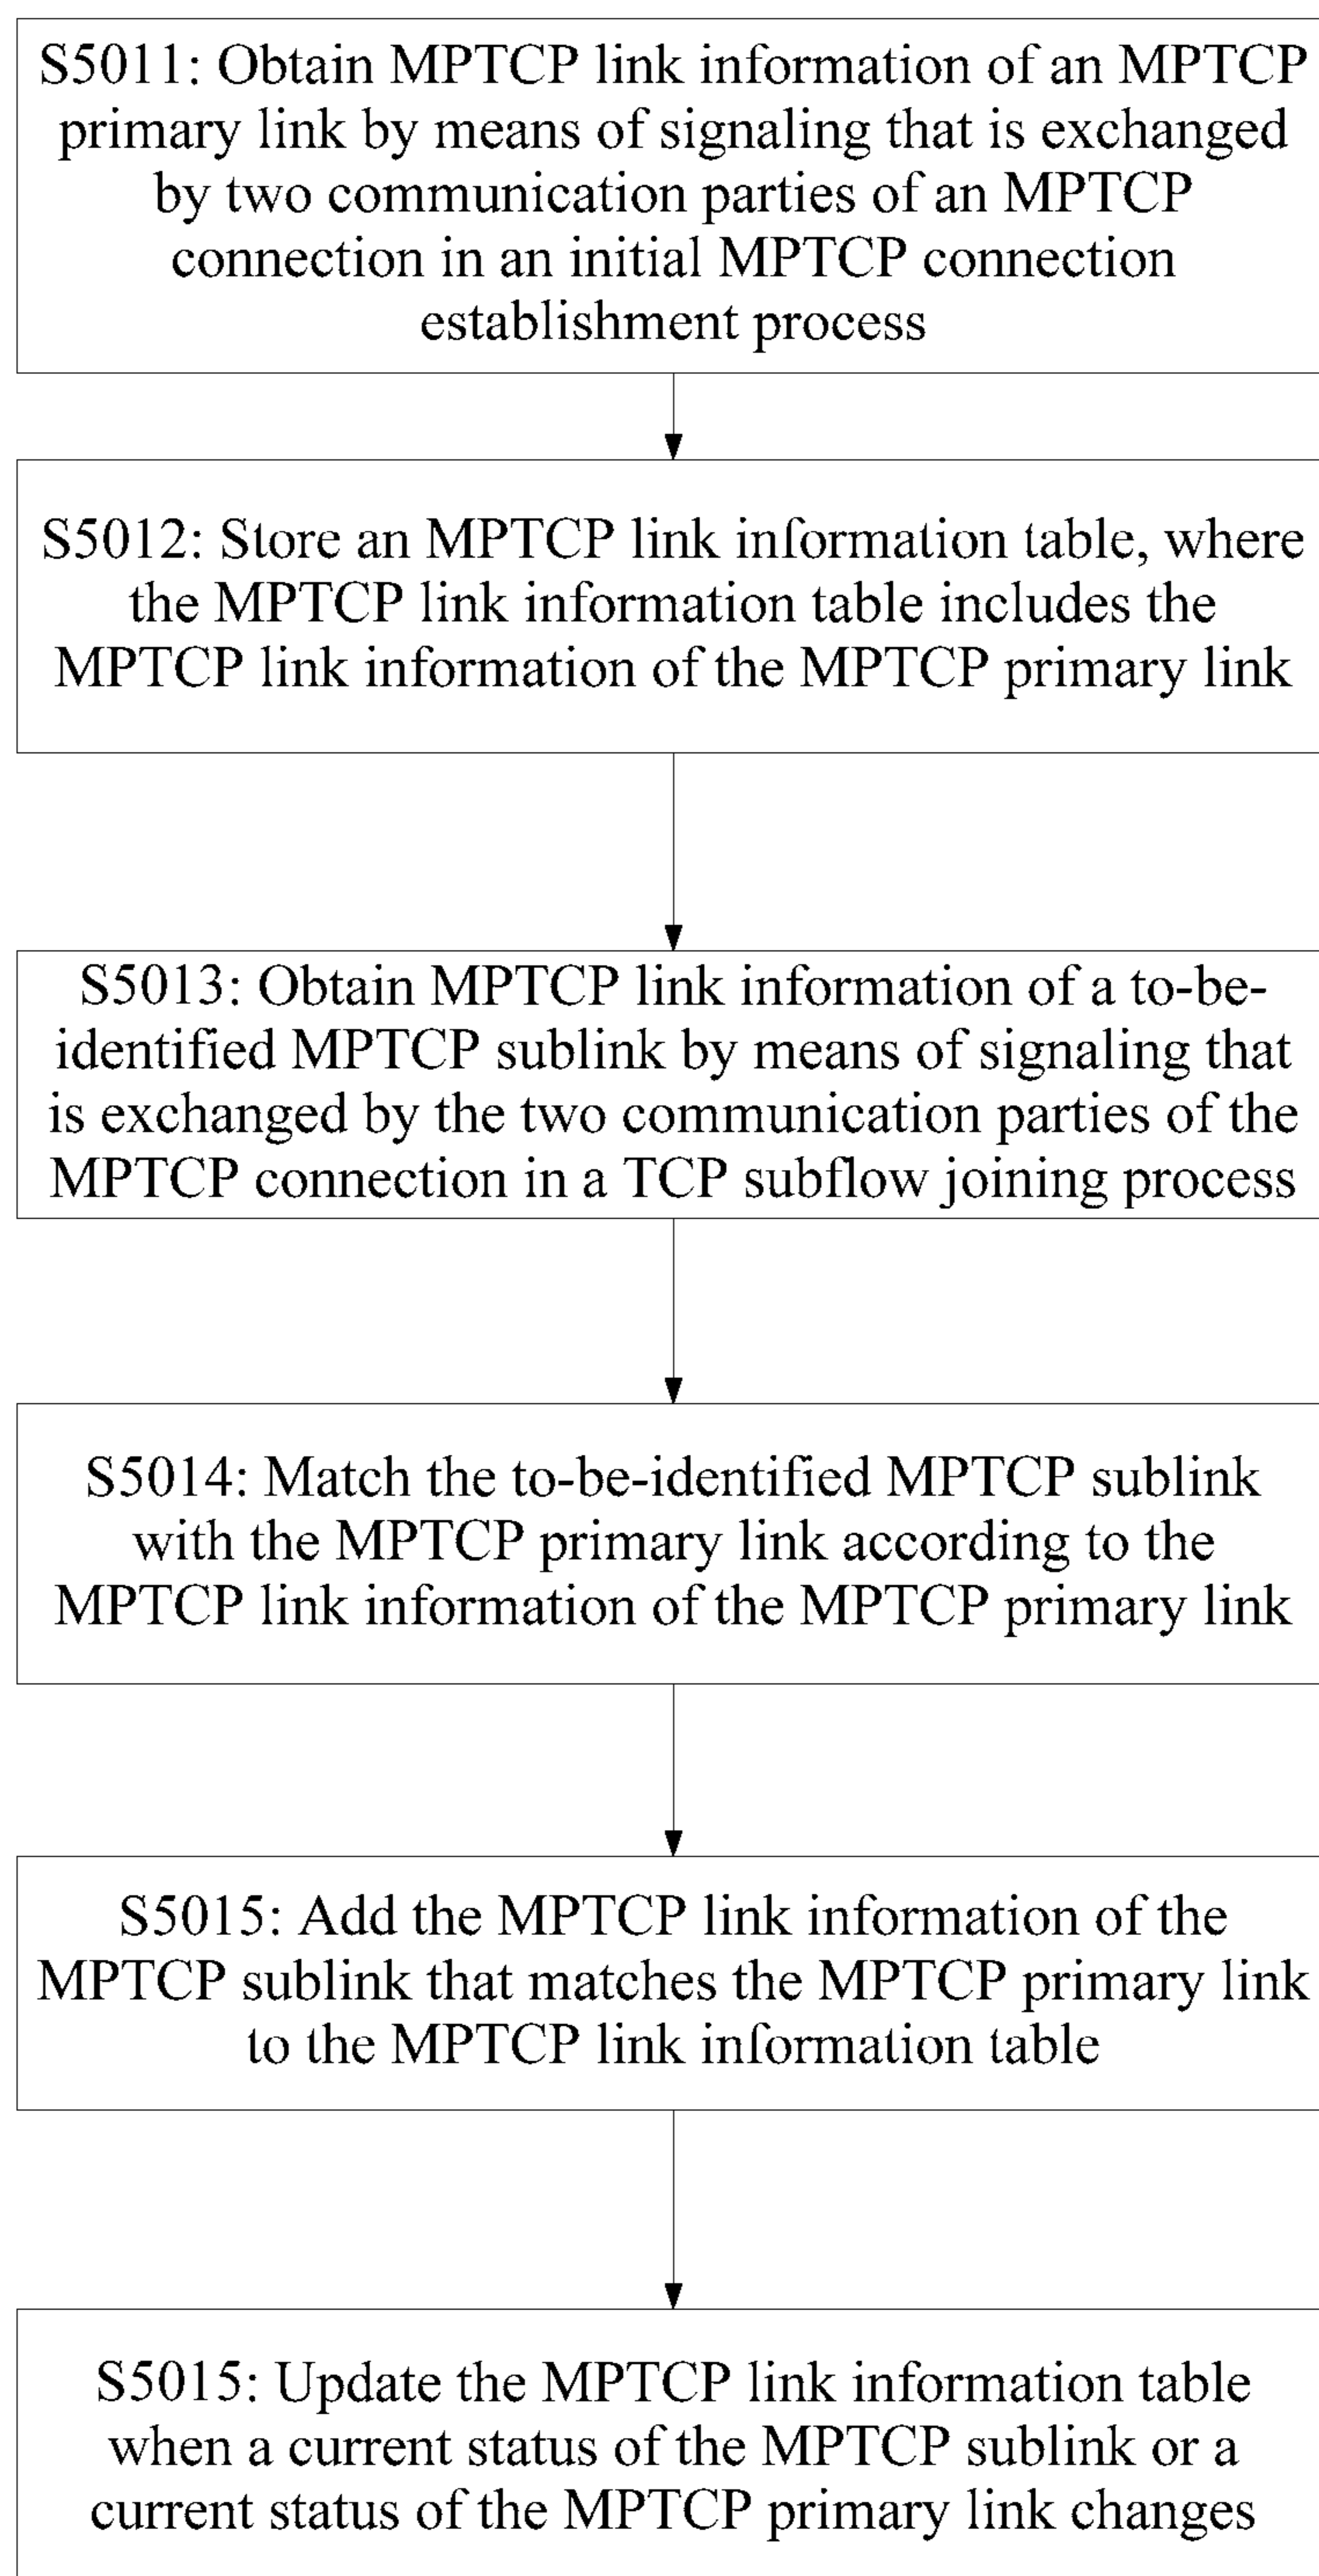 S5011: Obtain MPTCP link information of an MPTCP
primary link by means of signaling that is exchanged
by two communication parties of an MPTCP
connection in an initial MPTCP connection
establishment process
S5012: Store an MPTCP link information table, where
the MPTCP link information table includes the
MPTCP link information of the MPTCP primary link
S5013: Obtain MPTCP link information of a to-be-
identified MPTCP sublink by means of signaling that
is exchanged by the two communication parties of the
MPTCP connection in a TCP subflow joining process
S5014: Match the to-be-identified MPTCP sublink
with the MPTCP primary link according to the
MPTCP link information of the MPTCP primary link
S5015: Add the MPTCP link information of the
MPTCP sublink that matches the MPTCP primary link
to the MPTCP link information table
S5015: Update the MPTCP link information table
when a current status of the MPTCP sublink or a
current status of the MPTCP primary link changes